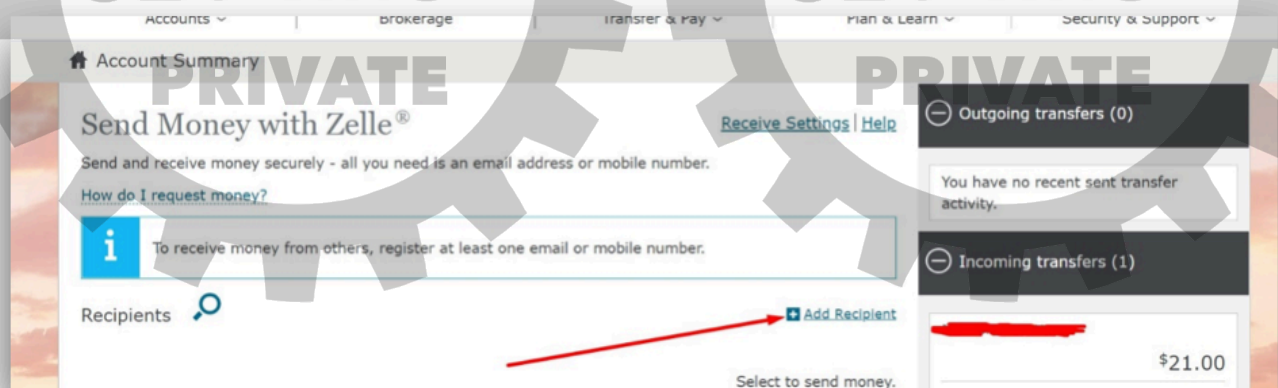 Accounts
Brokerage
Transfer & Pay
Plan & Learn
Security & Support
Account Summary
PRIVATE
PRIVATE
Send Money with Zelle®
Receive Settings | Help
Send and receive money securely - all you need is an email address or mobile number.
How do I request money?
i
To receive money from others, register at least one email or mobile number.
Recipients
Add Recipient
Select to send money.
Outgoing transfers (0)
You have no recent sent transfer
activity.
Incoming transfers (1)
$21.00